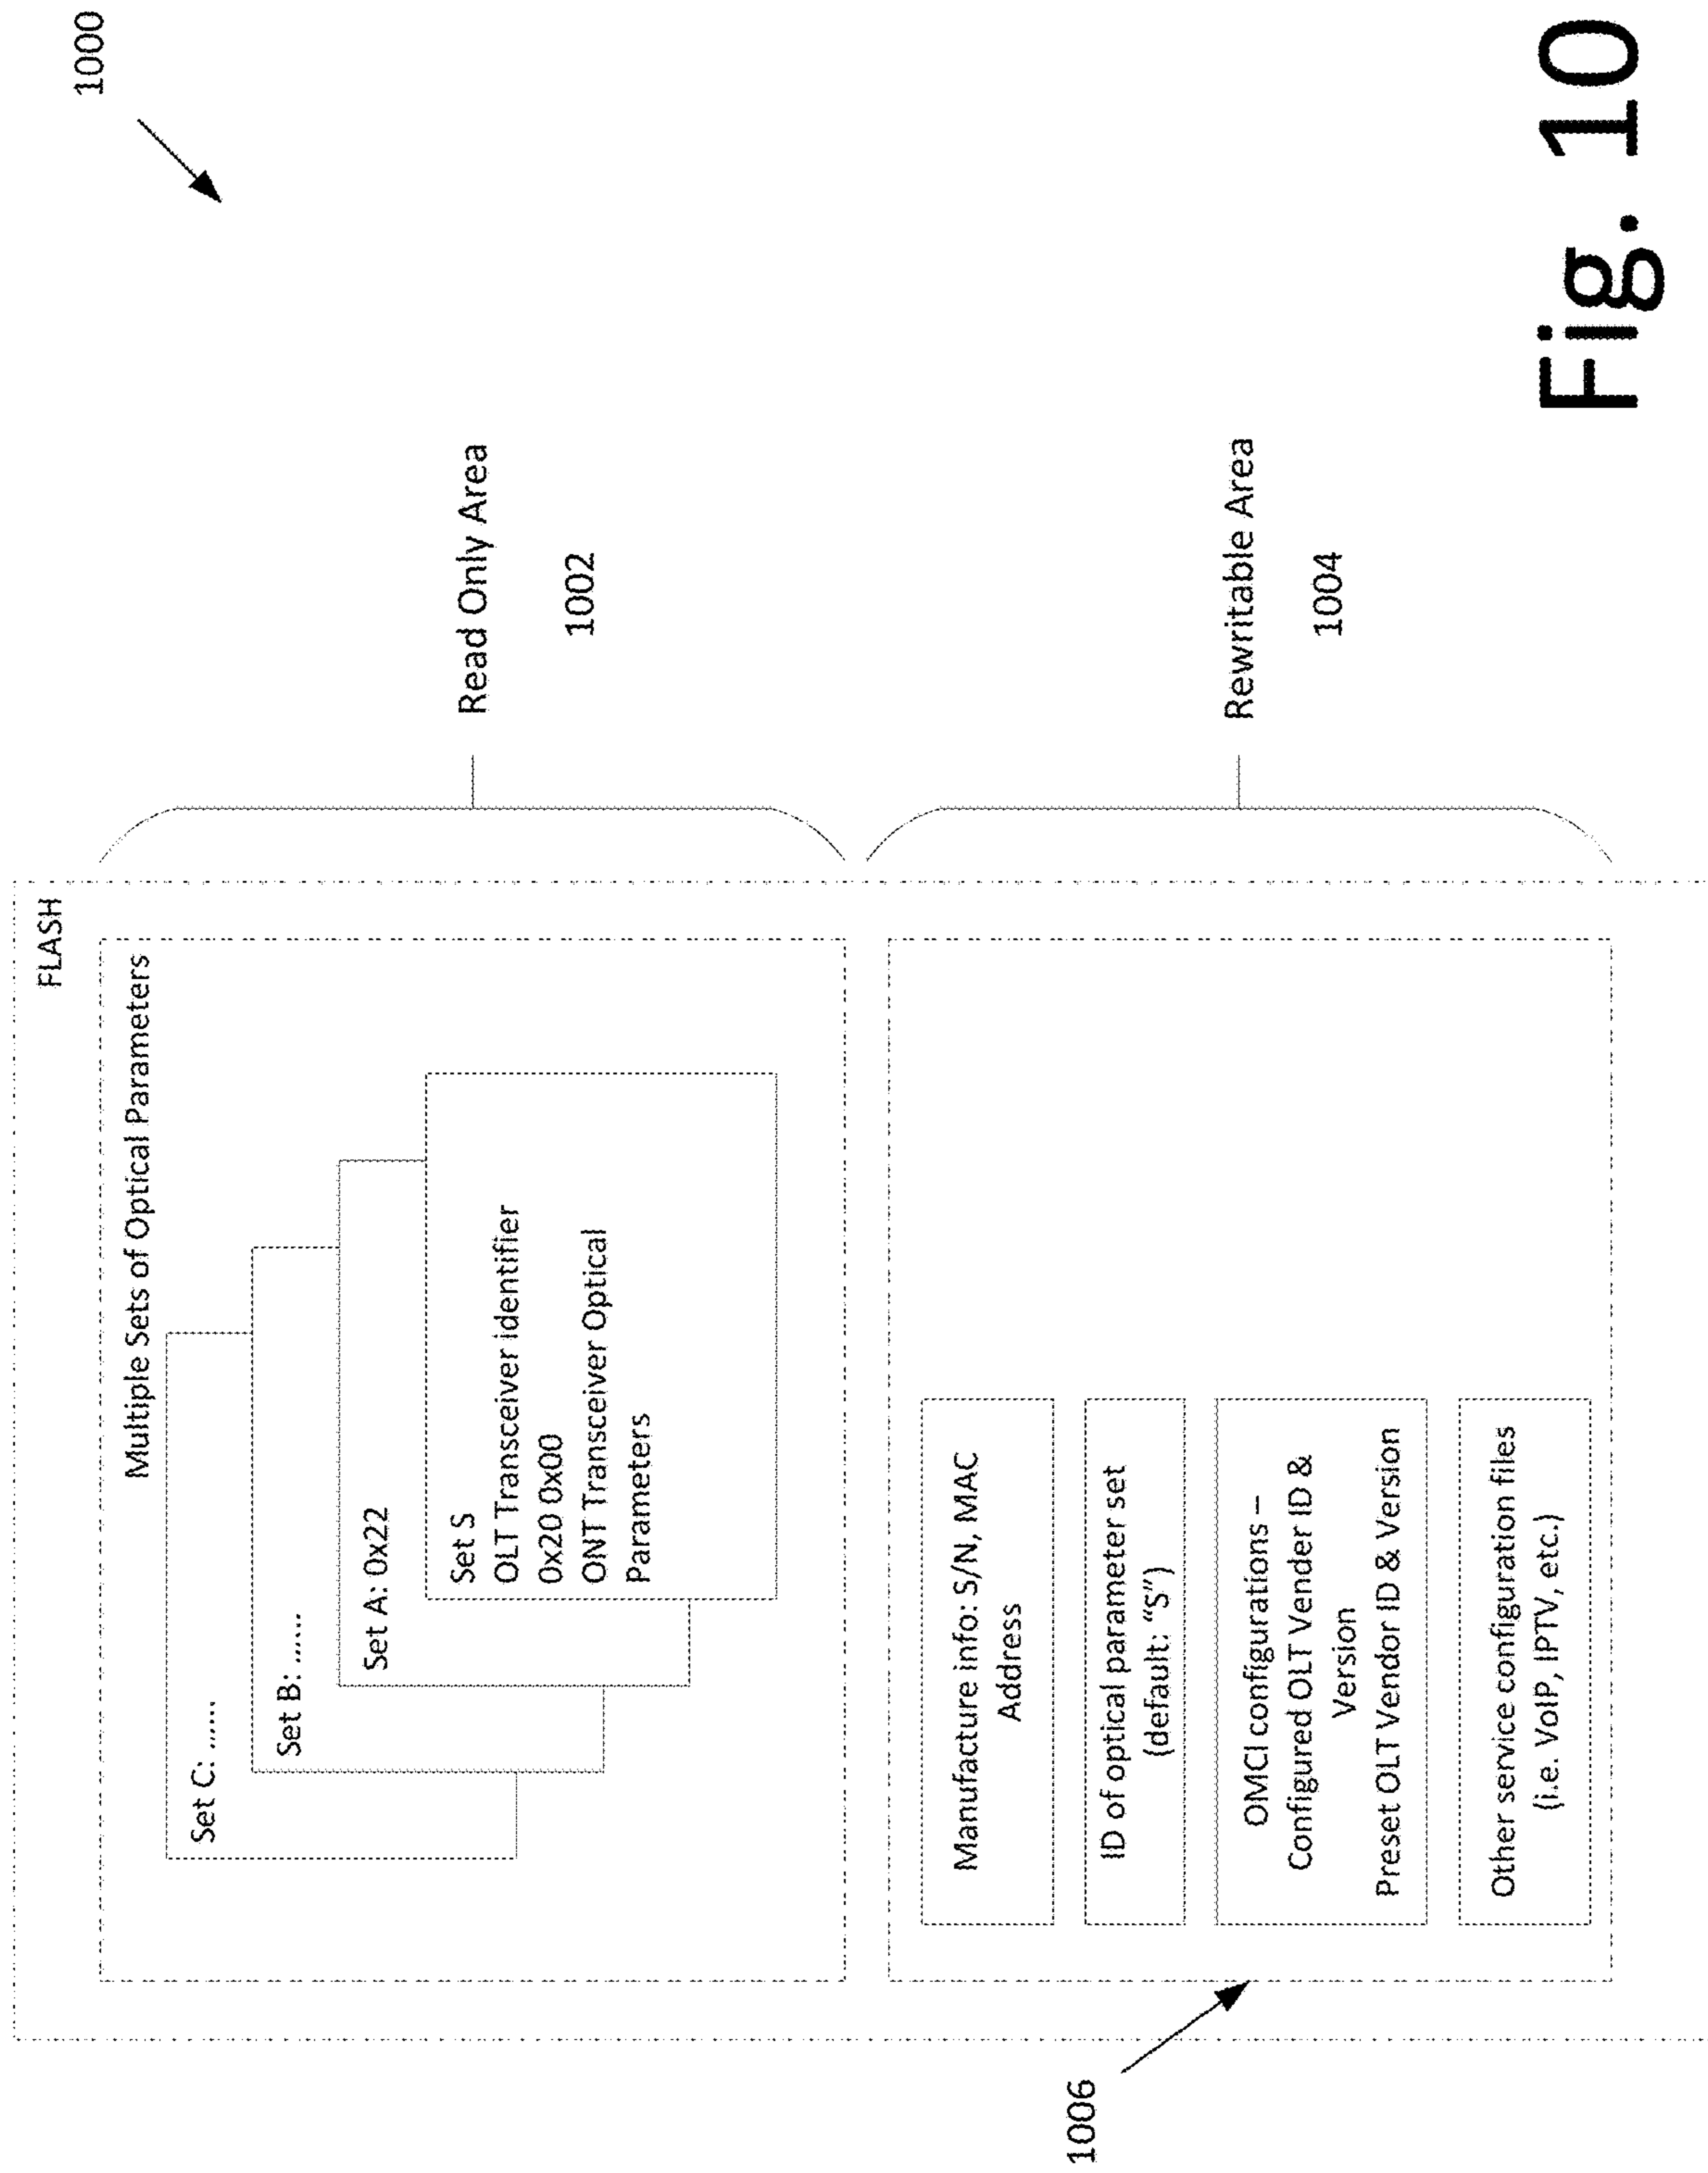 1000
FLASH
Multiple Sets of Optical Parameters
Set C: ……
Set B: ……
Set A: 0x22
Set S
OLT Transceiver Identifier
0x20 0x00
ONT Transceiver Optical
Parameters
Read Only Area
1002
Manufacture info: S/N, MAC
Address
ID of optical parameter set
(default: “S”)
OMCI configurations –
Configured OLT Vender ID &
Version
Preset OLT Vendor ID & Version
Other service configuration files
(i.e. VoIP, IPTV, etc.)
Rewritable Area
1004
1006
Fig. 10